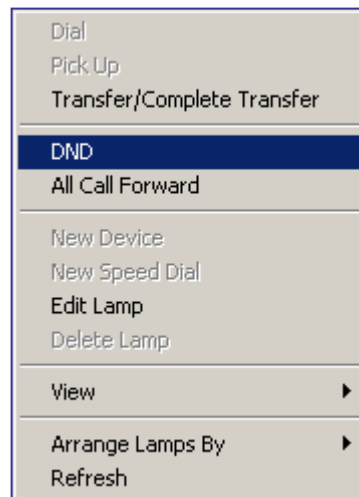 Dial
Pick Up
Transfer/Complete Transfer
DND
All Call Forward
New Device
New Speed Dial
Edit Lamp
Delete Lamp
View
Arrange Lamps By
Refresh